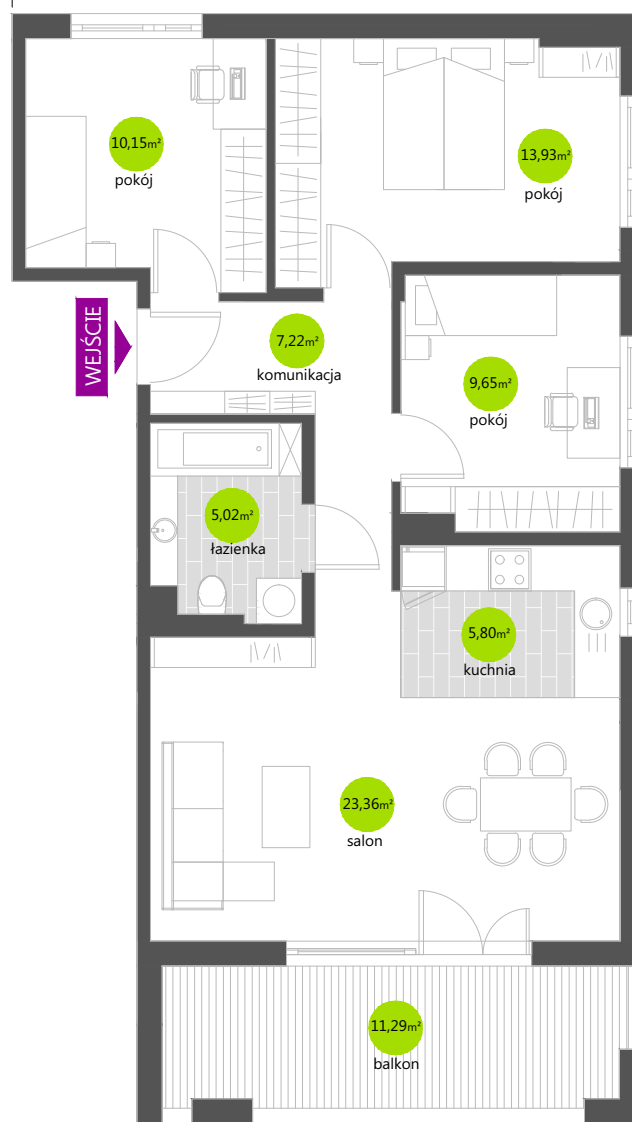 10,15m²
pokój
13,93m²
pokój
WEJŚCIE
7,22m²
komunikacja
9,65m²
pokój
5,02m²
łazienka
5,80m²
kuchnia
23,36m²
salon
11,29m²
balkon